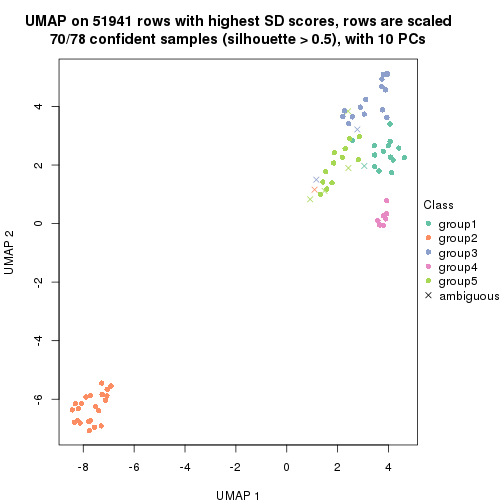 UMAP on 51941 rows with highest SD scores, rows are scaled
70/78 confident samples (silhouette > 0.5), with 10 PCs
4
2
0
-2
-4
-6
UMAP 2
-8
-6
-4
-2
0
2
4
UMAP 1
Class
group1
group2
group3
group4
group5
ambiguous